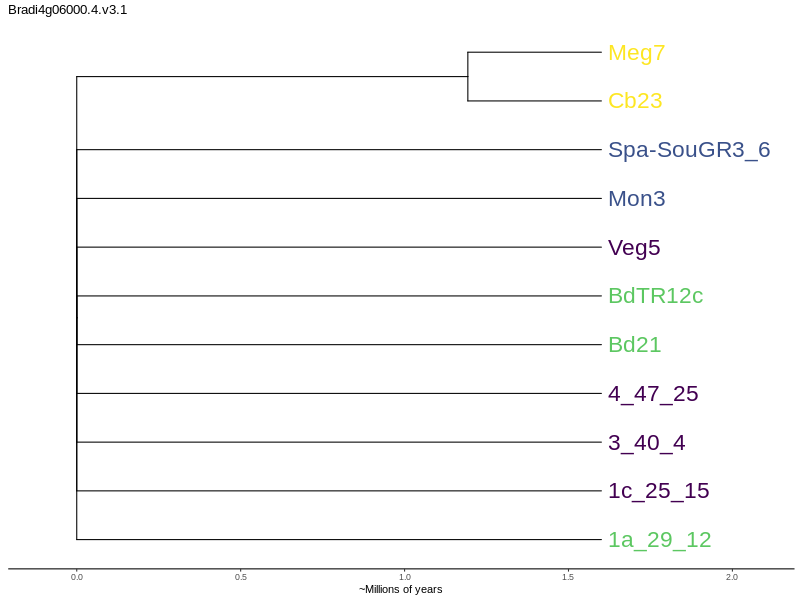 Bradi4g06000.4.v3.1
Meg7
Cb23
Spa-SouGR3_6
Mon3
Veg5
BdTR12c
Bd21
4_47_25
3_40_4
1c_25_15
1a_29_12
0.0 0.5 1.0 1.5 2.0
~Millions of years